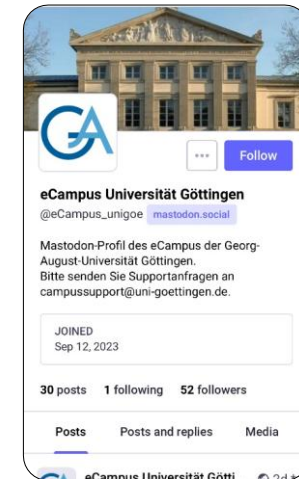 GA
Follow
eCampus Universität Göttingen
@eCampus_unigoe mastodon.social
Mastodon-Profil des eCampus der Georg-
August-Universität Göttingen.
Bitte senden Sie Supportanfragen an
campussupport@uni-goettingen.de.
JOINED
Sep 12, 2023
30 posts 1 following 52 followers
Posts Posts and replies Media
eCampus Universität Götti 2d